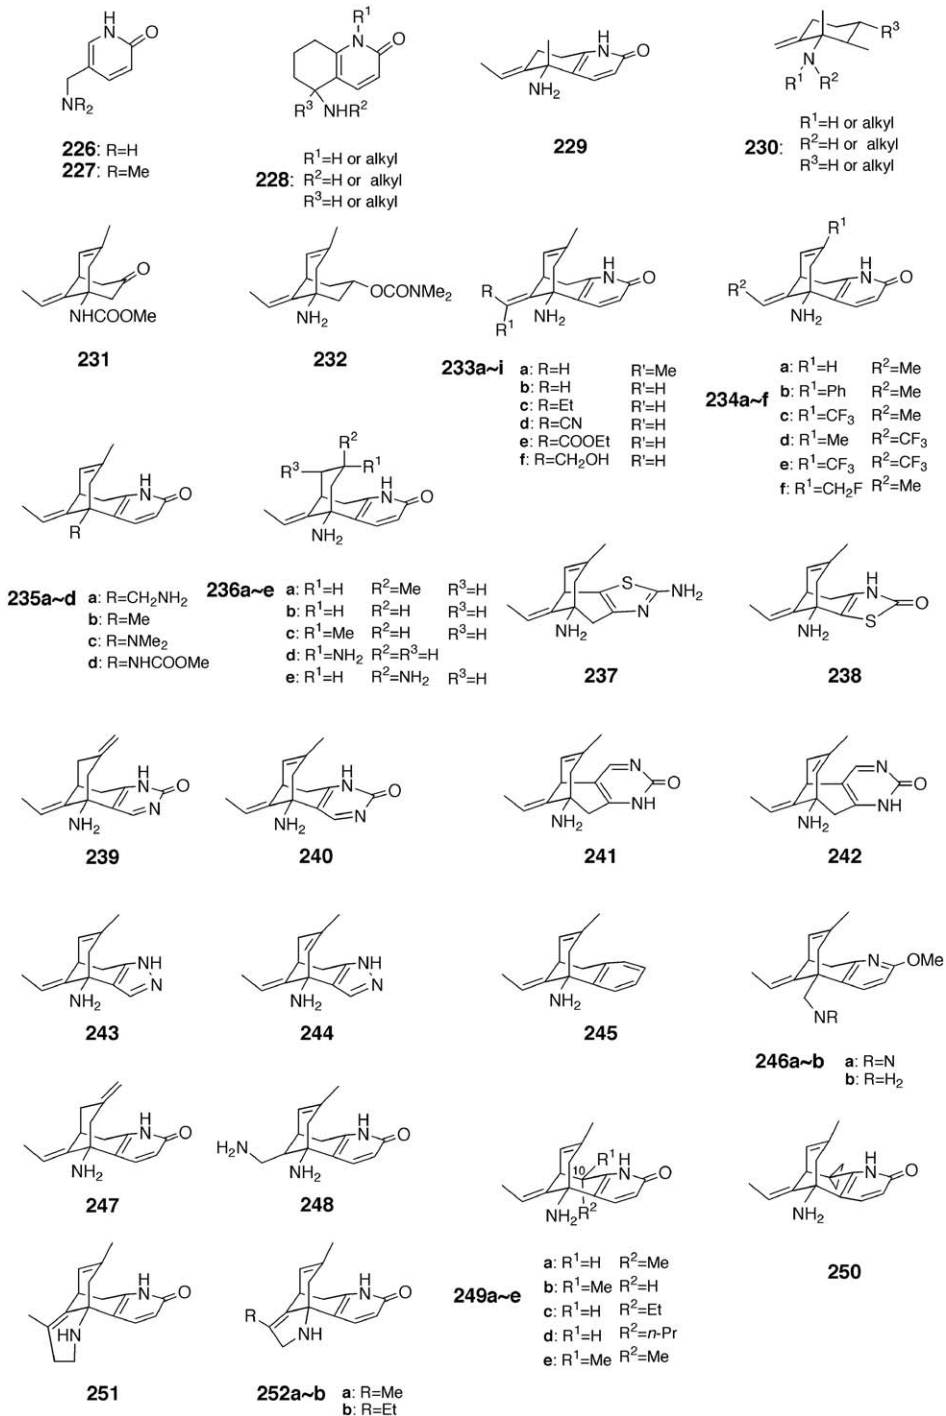 H
N
O
NR2
226: R=H
227: R=Me
R1
N
O
R3 NHR2
R1=H or alkyl
228: R2=H or alkyl
R3=H or alkyl
H
N
O
NH2
229
R3
N
R1 R2
R1=H or alkyl
230: R2=H or alkyl
R3=H or alkyl
O
NHCOOMe
231
OCONMe2
NH2
232
H
N
O
R
R1
NH2
233a~i
a: R=H R'=Me
b: R=H R'=H
c: R=Et R'=H
d: R=CN R'=H
e: R=COOEt R'=H
f: R=CH2OH R'=H
R1
H
N
O
R2
NH2
234a~f
a: R1=H R2=Me
b: R1=Ph R2=Me
c: R1=CF3 R2=Me
d: R1=Me R2=CF3
e: R1=CF3 R2=CF3
f: R1=CH2F R2=Me
H
N
O
R
235a~d
a: R=CH2NH2
b: R=Me
c: R=NMe2
d: R=NHCOOMe
R2
R3 R1
H
N
O
NH2
236a~e
a: R1=H R2=Me R3=H
b: R1=H R2=H R3=H
c: R1=Me R2=H R3=H
d: R1=NH2 R2=R3=H
e: R1=H R2=NH2 R3=H
S
NH2
N
NH2
237
H
N
O
S
NH2
238
H
N
O
N
NH2
239
H
N
O
N
NH2
240
N
O
NH
NH2
241
N
O
NH
NH2
242
NH
N
NH2
243
NH
N
NH2
244
NH2
245
N
OMe
NR
246a~b a: R=N
b: R=H2
H
N
O
NH2
247
H
N
O
H2N
NH2
248
R1 H
10 N
O
NH2 R2
249a~e
a: R1=H R2=Me
b: R1=Me R2=H
c: R1=H R2=Et
d: R1=H R2=n-Pr
e: R1=Me R2=Me
H
N
O
NH2
250
H
N
O
HN
251
H
N
O
R
NH
252a~b a: R=Me
b: R=Et